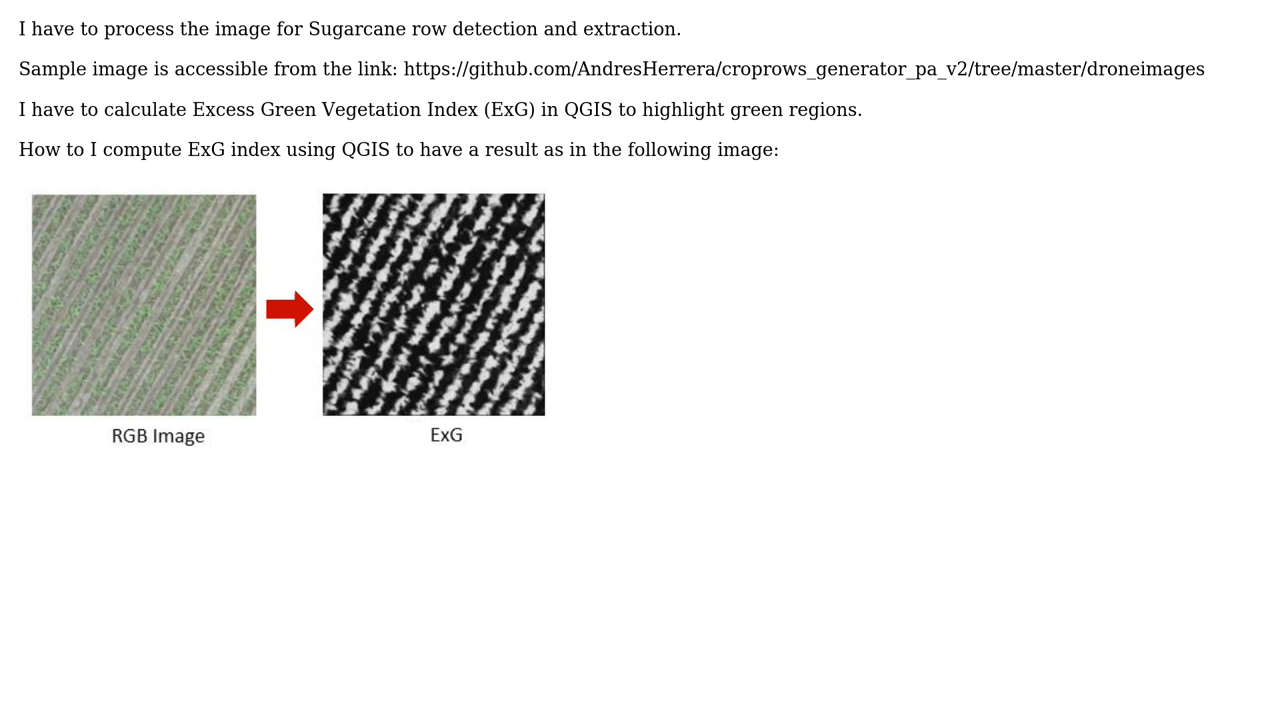 I have to process the image for Sugarcane row detection and extraction.
Sample image is accessible from the link: https://github.com/AndresHerrera/croprows_generator_pa_v2/tree/master/droneimages
I have to calculate Excess Green Vegetation Index (ExG) in QGIS to highlight green regions.
How to I compute ExG index using QGIS to have a result as in the following image:
RGB Image
ExG